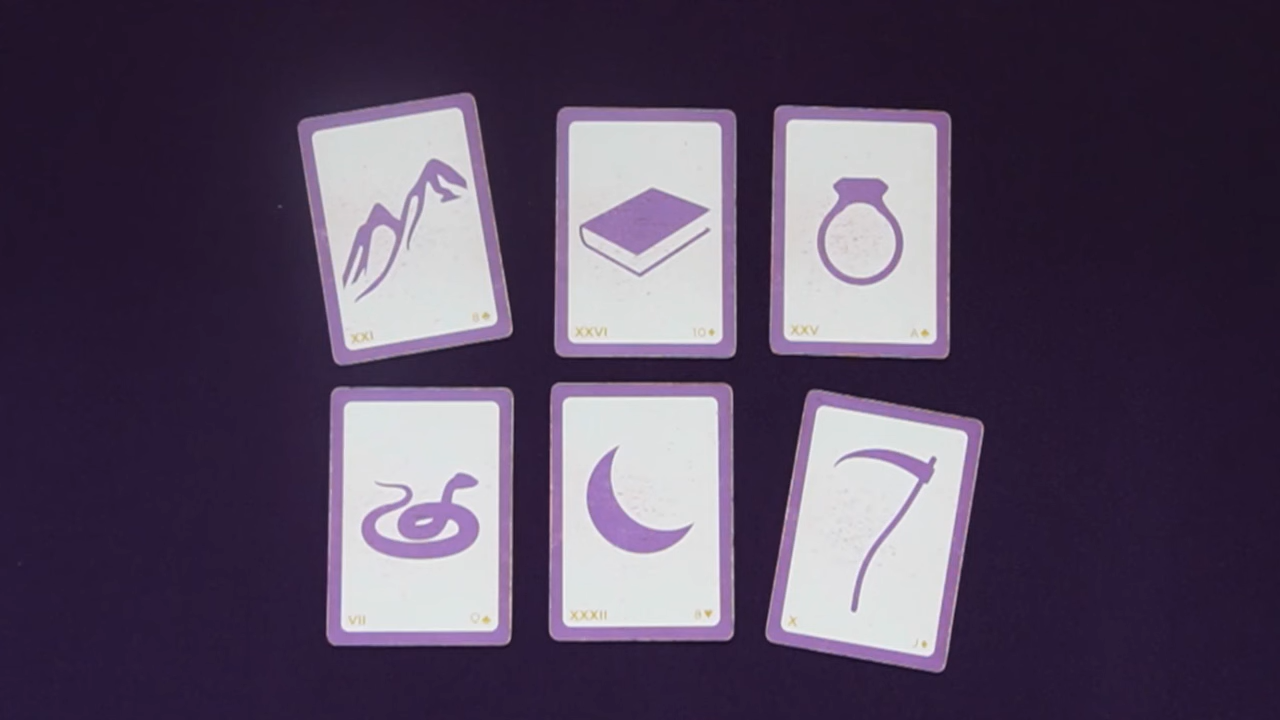 XXI 8♣
XXVI 10♦
XXV A♣
VII Q♣
XXXII 8♥
X J♦